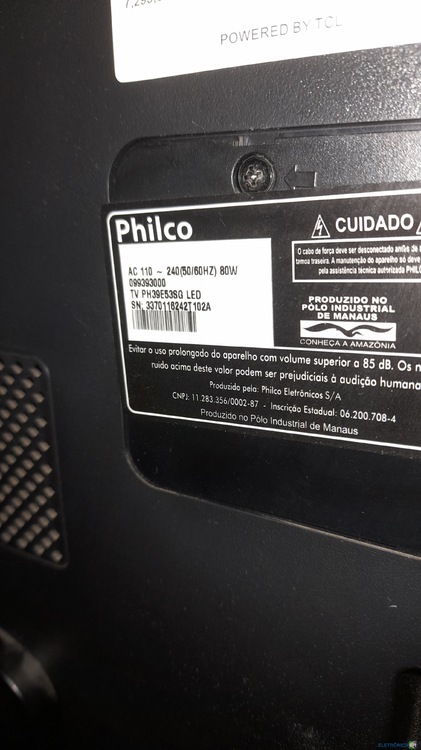 7,295,
POWERED BY TCL
Philco
AC 110 ~ 240(50/60HZ) 80W
099393000
TV PH39E53SG LED
SN: 3370118242T102A
CUIDADO
O cabo de força deve ser desconectado antes de
tampa traseira. A manutenção do aparelho só deve
pela assistência técnica autorizada PHIL
PRODUZIDO NO
PÓLO INDUSTRIAL
DE MANAUS
CONHEÇA A AMAZÔNIA
Evitar o uso prolongado do aparelho com volume superior a 85 dB. Os
ruído acima deste valor podem ser prejudiciais à audição humana
Produzido pela: Philco Eletrônicos S/A
CNPJ: 11.283.356/0002-87 - Inscrição Estadual: 06.200.708-4
Produzido no Pólo Industrial de Manaus